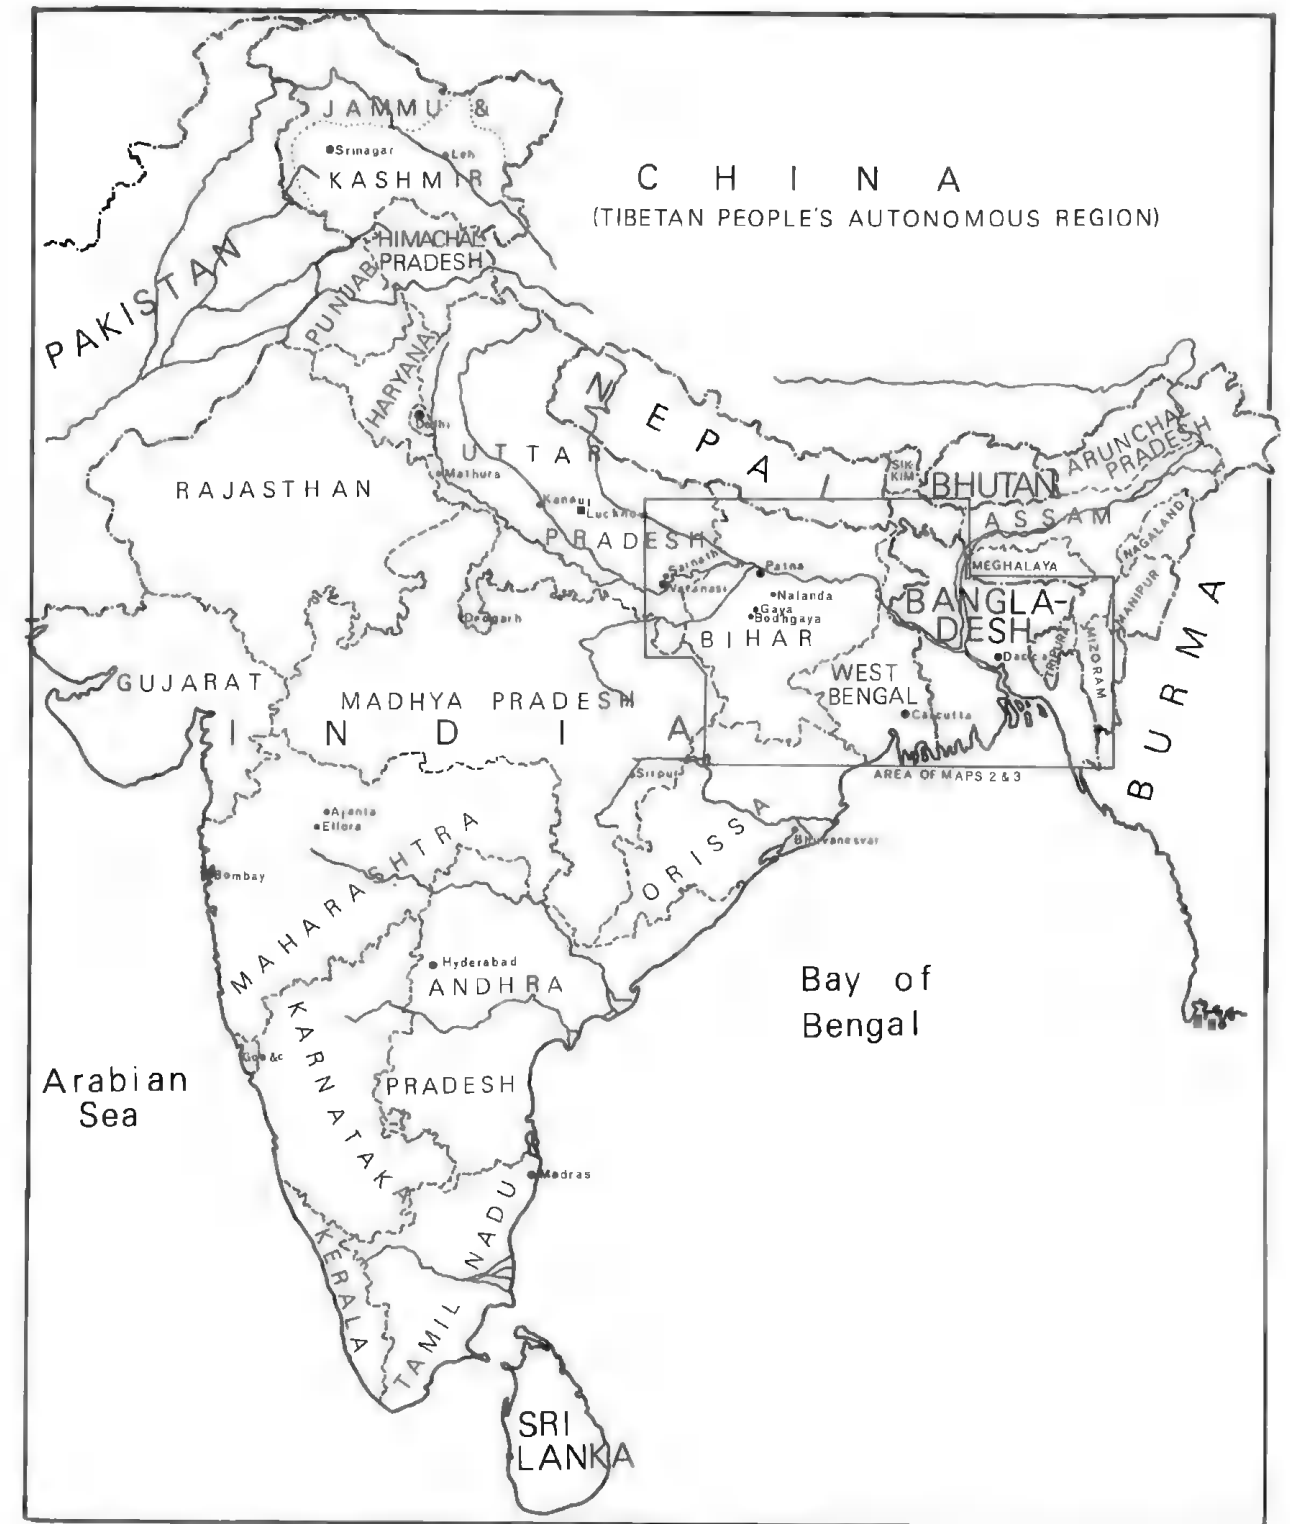 JAMMU &
Srinagar
Leh
KASHMIR
CHINA
(TIBETAN PEOPLE'S AUTONOMOUS REGION)
HIMACHAL
PRADESH
PAKISTAN
PUNJAB
HARYANA
Delhi
NEPAL
UTTAR
Mathura
RAJASTHAN
Kanauj
Lucknow
PRADESH
SIK-
KIM
BHUTAN
ARUNCHAL
PRADESH
ASSAM
NAGALAND
MEGHALAYA
MANIPUR
Sarnath
Varanasi
Patna
Nalanda
Gaya
Bodhgaya
BIHAR
BANGLA-
DESH
Dacca
TRIPURA
MIZORAM
BURMA
Deogarh
GUJARAT
MADHYA PRADESH
WEST
BENGAL
Calcutta
INDIA
AREA OF MAPS 2 & 3
Sirpur
Ajanta
Ellora
ORISSA
Bhuvanesvar
Bombay
MAHARASHTRA
Hyderabad
ANDHRA
Bay of
Bengal
KARNATAKA
Goa &c
Arabian
Sea
PRADESH
Madras
KERALA
TAMIL NADU
SRI
LANKA